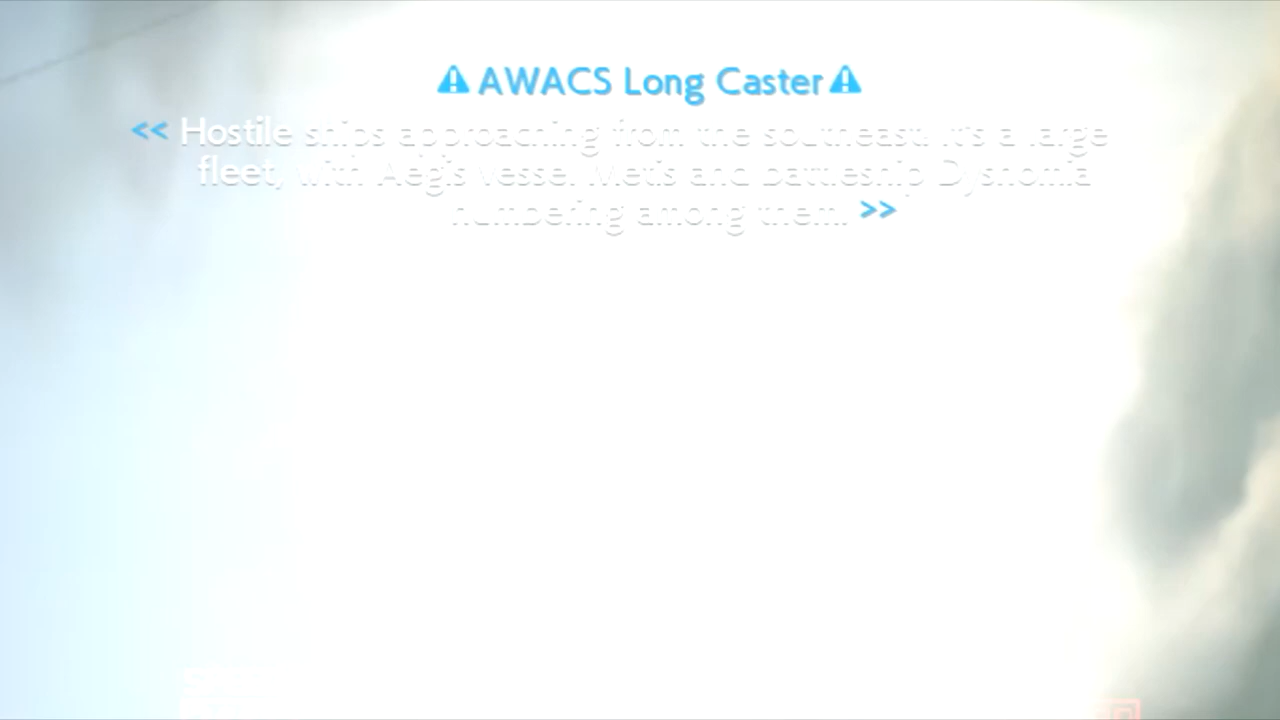 AWACS Long Caster
<< Hostile ships approaching from the southeast. It's a large
fleet, with Aegis vessel Metis and battleship Dysnomia
numbering among them. >>